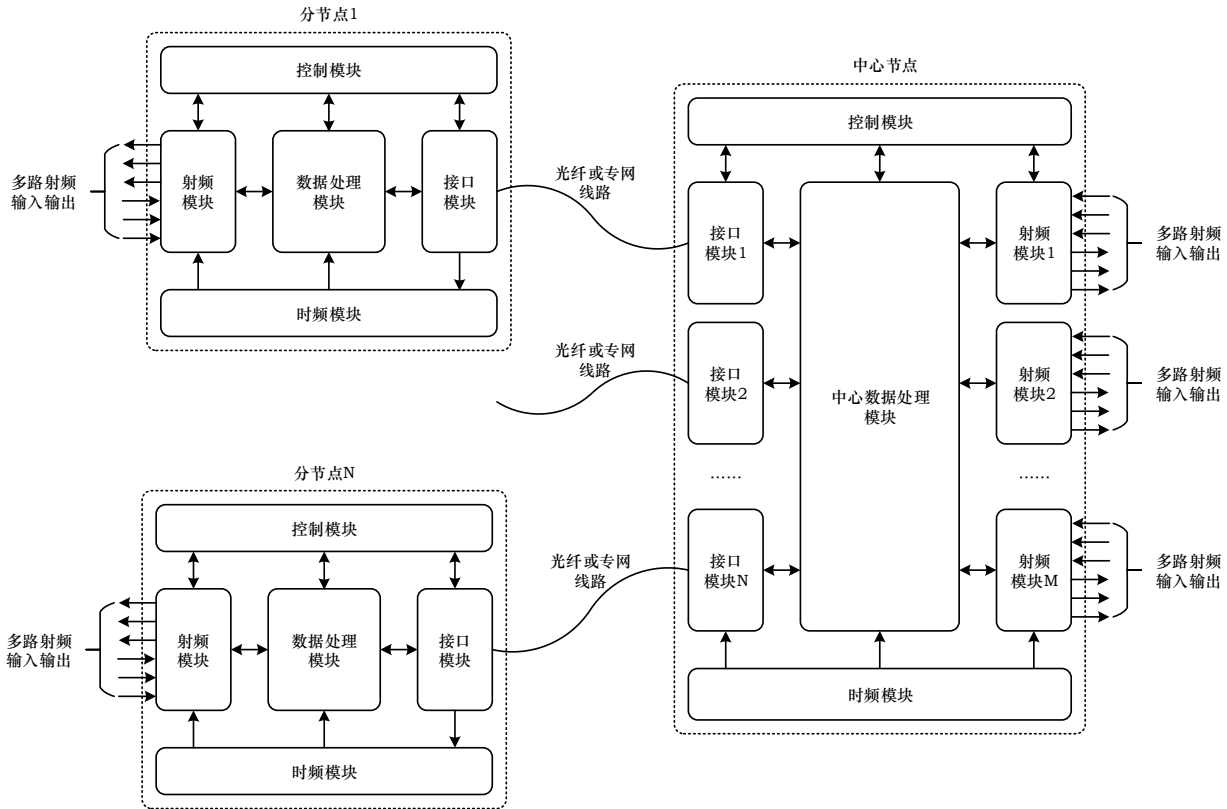 分节点1
控制模块
多路射频
输入输出
射频
模块
数据处理
模块
接口
模块
时频模块
光纤或专网
线路
光纤或专网
线路
分节点N
控制模块
多路射频
输入输出
射频
模块
数据处理
模块
接口
模块
时频模块
光纤或专网
线路
中心节点
控制模块
接口
模块1
接口
模块2
……
接口
模块N
中心数据处理
模块
射频
模块1
射频
模块2
……
射频
模块M
多路射频
输入输出
多路射频
输入输出
多路射频
输入输出
时频模块